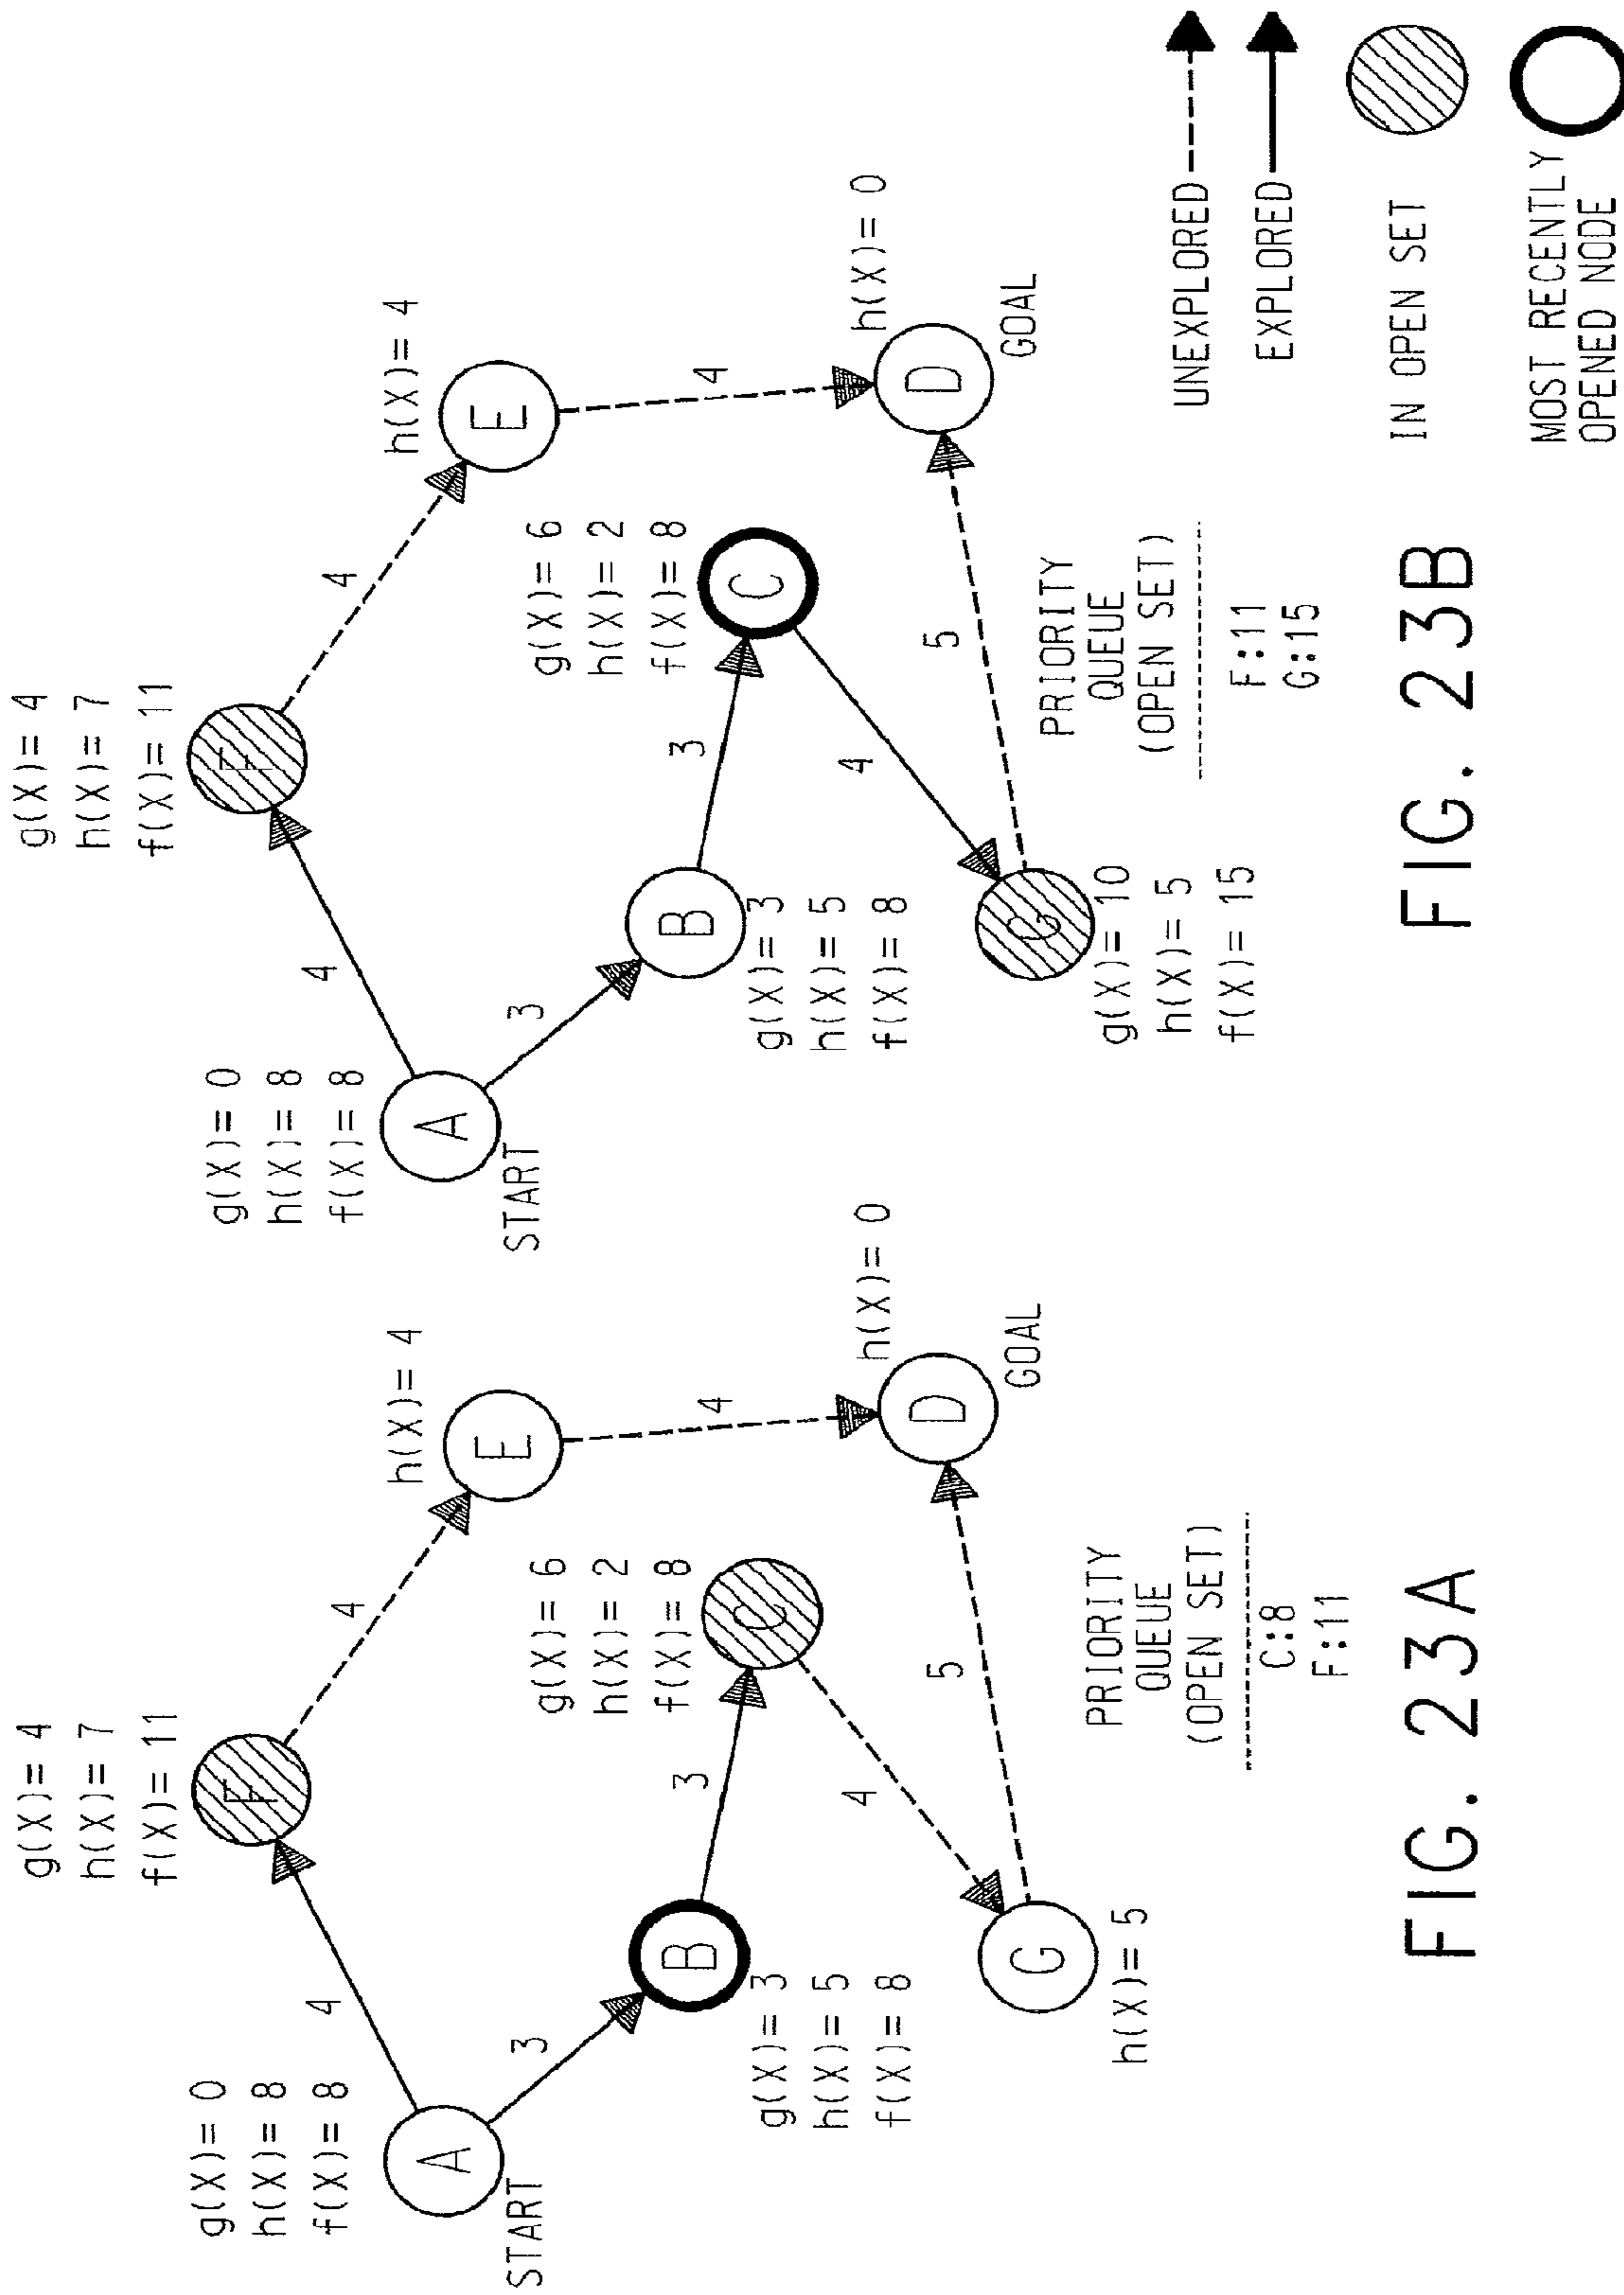 g(X)= 0
h(X)= 8
f(X)= 8
A
START
4
3
g(X)= 4
h(X)= 7
f(X)= 11
F
4
h(X)= 4
E
4
B
g(X)= 3
h(X)= 5
f(X)= 8
3
g(X)= 6
h(X)= 2
f(X)= 8
C
4
G
h(X)= 5
5
h(X)= 0
D
GOAL
PRIORITY
QUEUE
(OPEN SET)
C:8
F:11
FIG. 23A
g(X)= 0
h(X)= 8
f(X)= 8
A
START
4
3
g(X)= 4
h(X)= 7
f(X)= 11
F
4
h(X)= 4
E
4
B
g(X)= 3
h(X)= 5
f(X)= 8
3
g(X)= 6
h(X)= 2
f(X)= 8
C
4
G
g(X)= 10
h(X)= 5
f(X)= 15
5
h(X)= 0
D
GOAL
PRIORITY
QUEUE
(OPEN SET)
F:11
G:15
FIG. 23B
UNEXPLORED
EXPLORED
IN OPEN SET
MOST RECENTLY
OPENED NODE